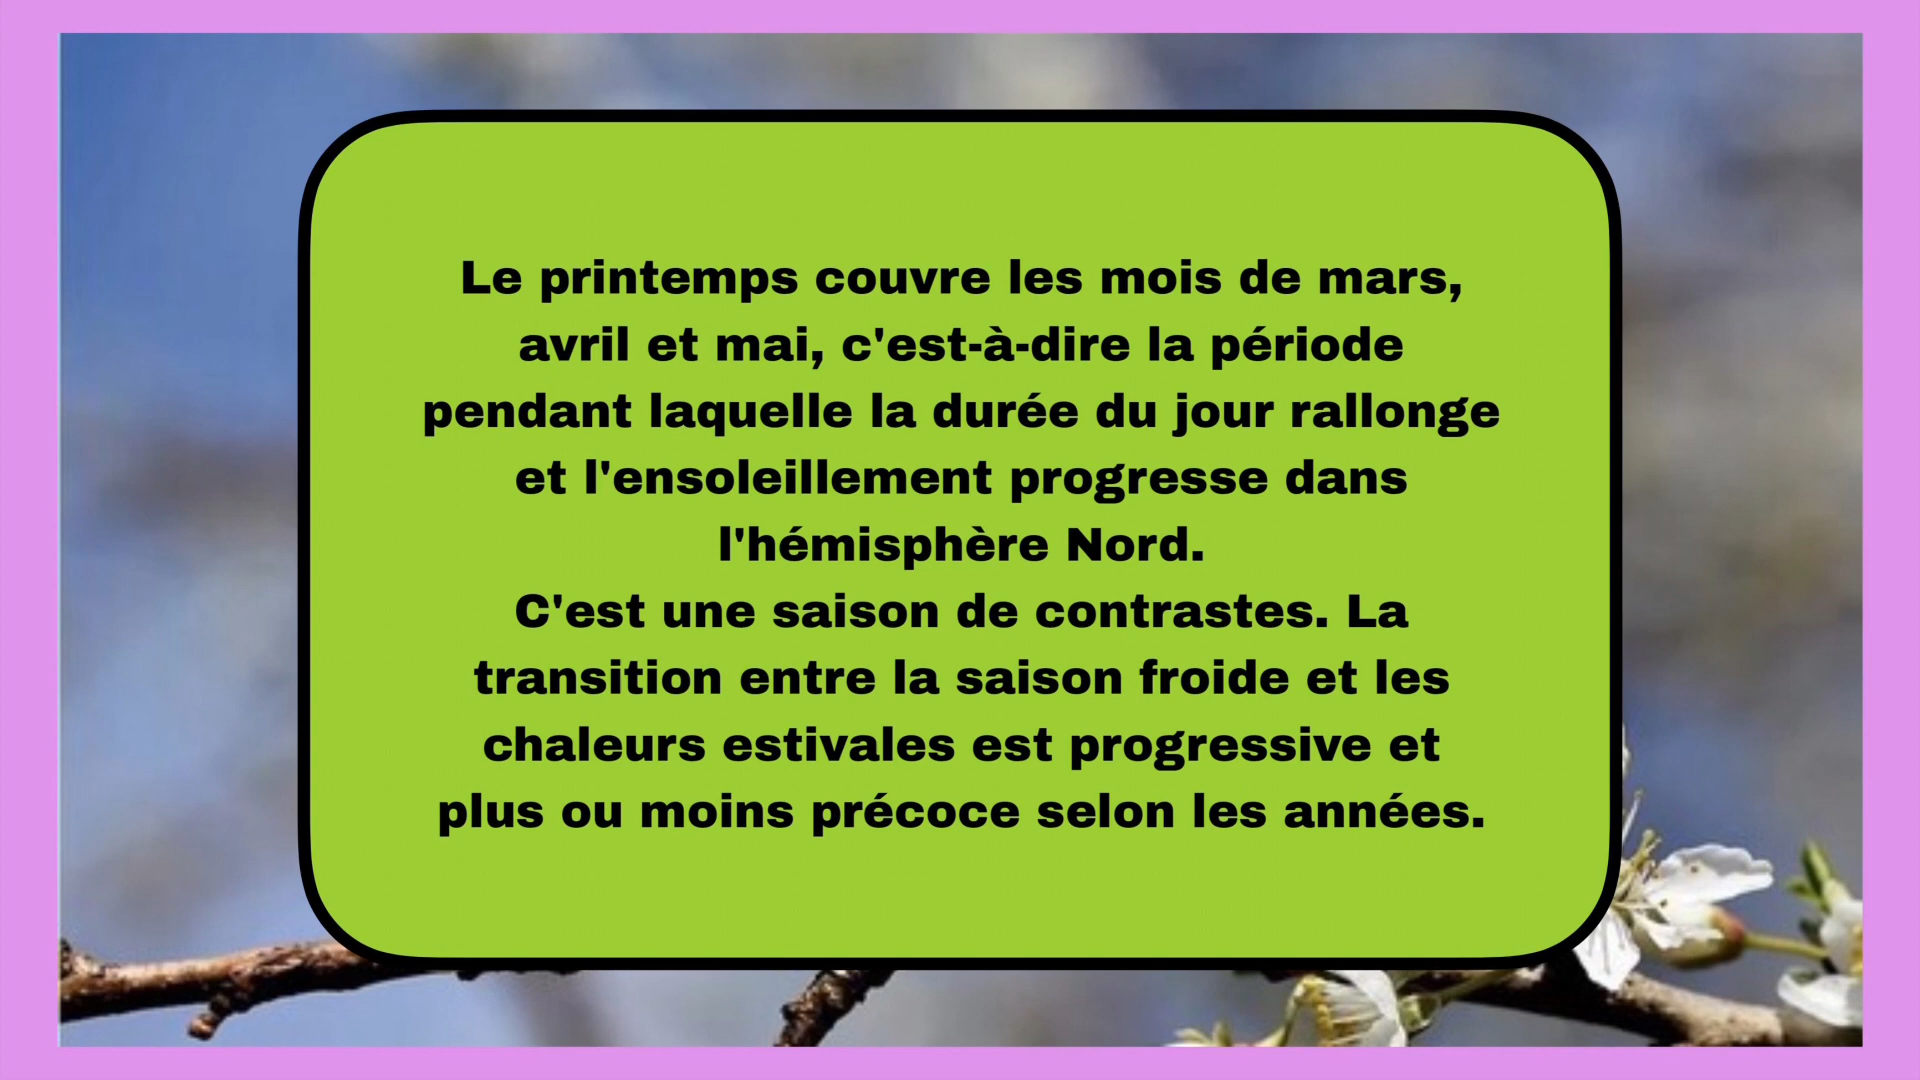 Le printemps couvre les mois de mars,
avril et mai, c'est-à-dire la période
pendant laquelle la durée du jour rallonge
et l'ensoleillement progresse dans
l'hémisphère Nord.
C'est une saison de contrastes. La
transition entre la saison froide et les
chaleurs estivales est progressive et
plus ou moins précoce selon les années.